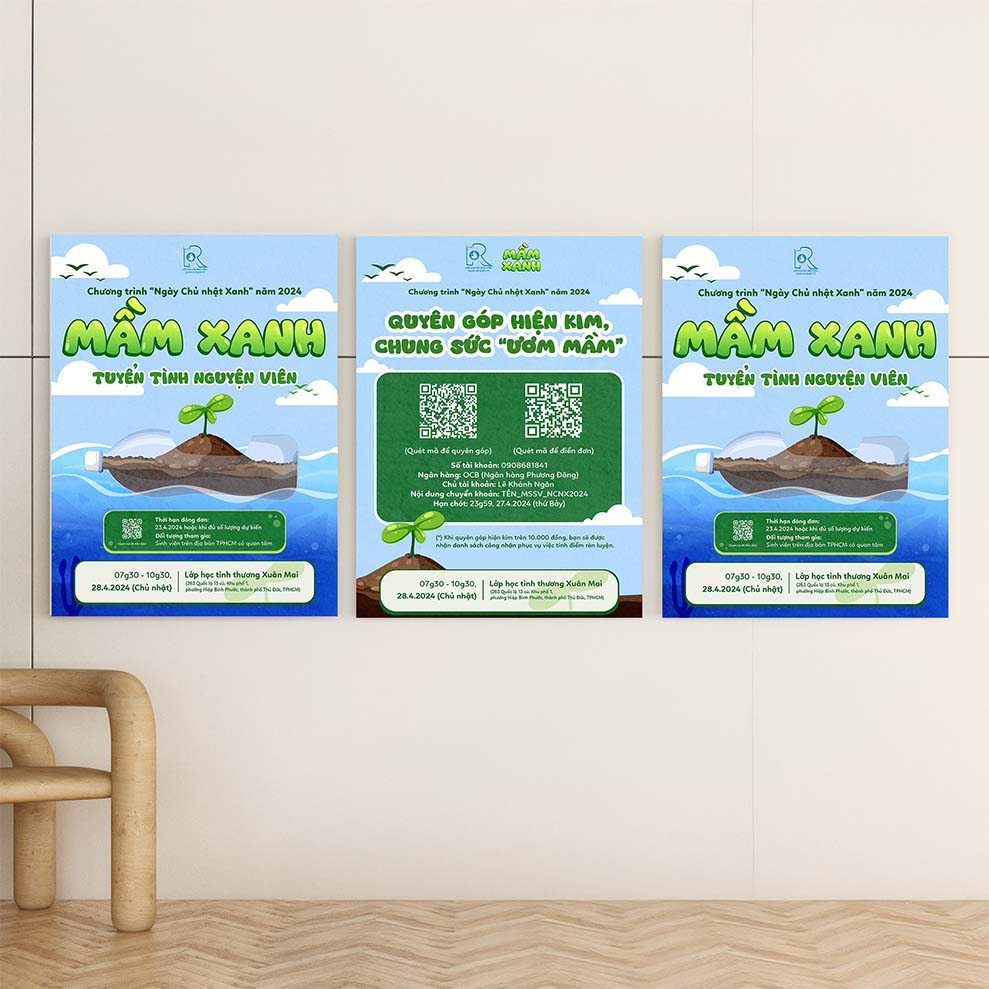 Chương trình "Ngày Chủ nhật Xanh" năm 2024
MẦM XANH
TUYỂN TÌNH NGUYỆN VIÊN
Thời hạn đóng đơn:
23.4.2024 hoặc khi đủ số lượng dự kiến
Đối tượng tham gia:
Sinh viên trên địa bàn TPHCM có quan tâm
07g30 - 10g30,
28.4.2024 (Chủ nhật)
Lớp học tình thương Xuân Mai
(263 Quốc lộ 13 cũ, Khu phố 1,
phường Hiệp Bình Phước, thành phố Thủ Đức, TPHCM)
MẦM
XANH
Chương trình "Ngày Chủ nhật Xanh" năm 2024
QUYÊN GÓP HIỆN KIM,
CHUNG SỨC "ƯƠM MẦM"
(Quét mã để quyên góp)
(Quét mã để điền đơn)
Số tài khoản: 0908681841
Ngân hàng: OCB (Ngân hàng Phương Đông)
Chủ tài khoản: Lê Khánh Ngân
Nội dung chuyển khoản: TÊN_MSSV_NCNX2024
Hạn chót: 23g59, 27.4.2024 (thứ Bảy)
(*) Khi quyên góp hiện kim trên 10.000 đồng, bạn sẽ được
nhận danh sách công nhận phục vụ việc tính điểm rèn luyện.
07g30 - 10g30,
28.4.2024 (Chủ nhật)
Lớp học tình thương Xuân Mai
(263 Quốc lộ 13 cũ, Khu phố 1,
phường Hiệp Bình Phước, thành phố Thủ Đức, TPHCM)
Chương trình "Ngày Chủ nhật Xanh" năm 2024
MẦM XANH
TUYỂN TÌNH NGUYỆN VIÊN
Thời hạn đóng đơn:
23.4.2024 hoặc khi đủ số lượng dự kiến
Đối tượng tham gia:
Sinh viên trên địa bàn TPHCM có quan tâm
07g30 - 10g30,
28.4.2024 (Chủ nhật)
Lớp học tình thương Xuân Mai
(263 Quốc lộ 13 cũ, Khu phố 1,
phường Hiệp Bình Phước, thành phố Thủ Đức, TPHCM)